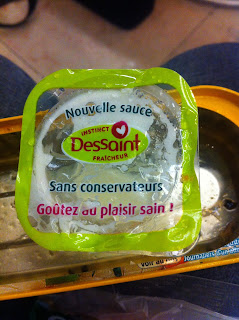 Nouvelle sauce
INSTINCT
Dessaint
FRAÎCHEUR
Sans conservateurs
Goûtez au plaisir sain !